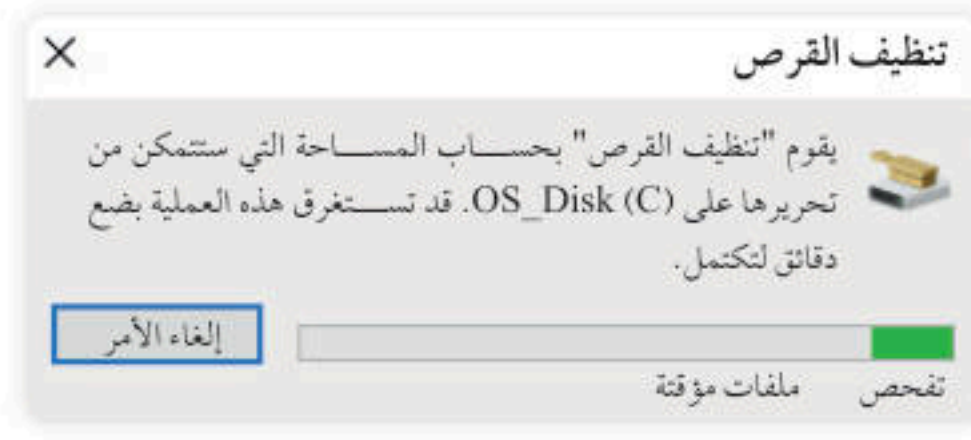 تنظيف القرص
يقوم "تنظيف القرص" بحساب المساحة التي ستتمكن من
تحريرها على OS_Disk (C). قد تستغرق هذه العملية بضع
دقائق لتكتمل.
إلغاء الأمر
تفحص ملفات مؤقتة